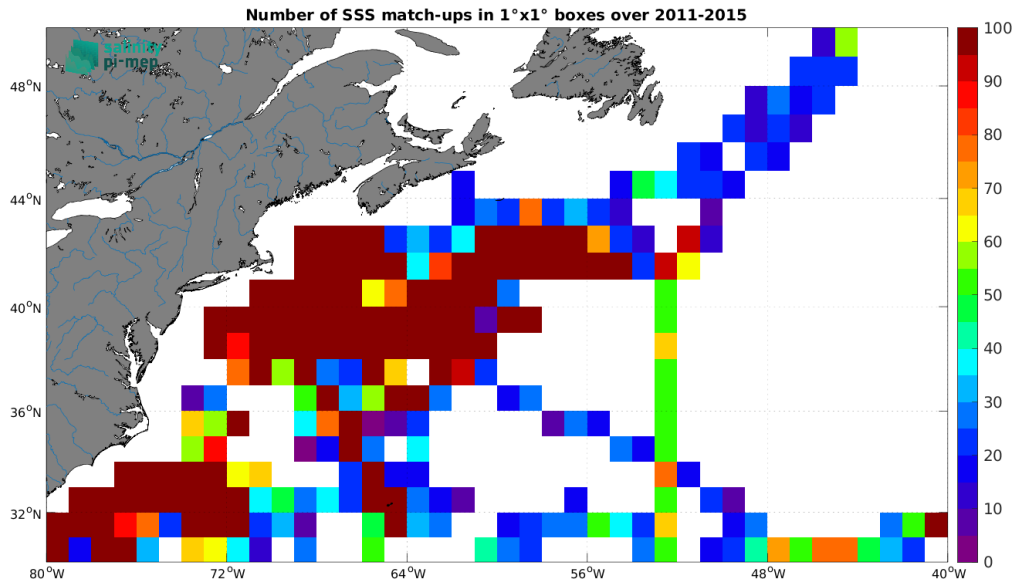 Number of SSS match-ups in 1°x1° boxes over 2011-2015
salinity
pi-mep
48°N
44°N
40°N
36°N
32°N
80°W
72°W
64°W
56°W
48°W
40°W
100
90
80
70
60
50
40
30
20
10
0